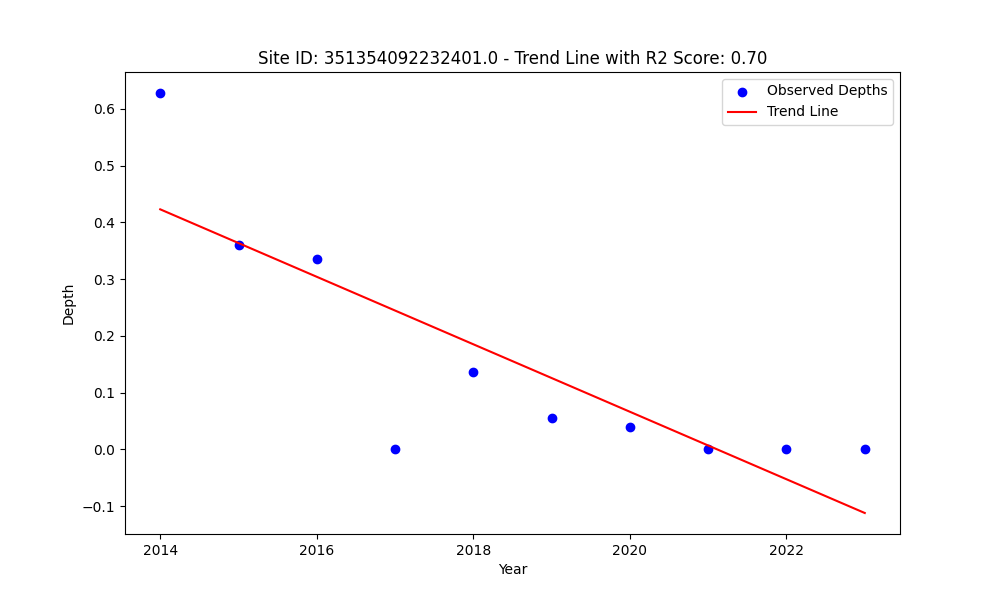 Site ID: 351354092232401.0 - Trend Line with R2 Score: 0.70
Observed Depths
Trend Line
0.6
0.5
0.4
0.3
0.2
0.1
0.0
−0.1
Depth
2014
2016
2018
2020
2022
Year